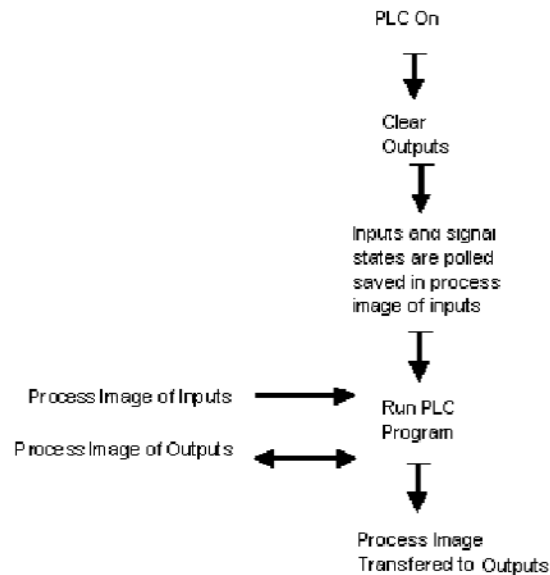 PLC On
Clear
Outputs
Inputs and signal
states are polled
saved in process
image of inputs
Process Image of Inputs
Process Image of Outputs
Run PLC
Program
Process Image
Transfered to Outputs